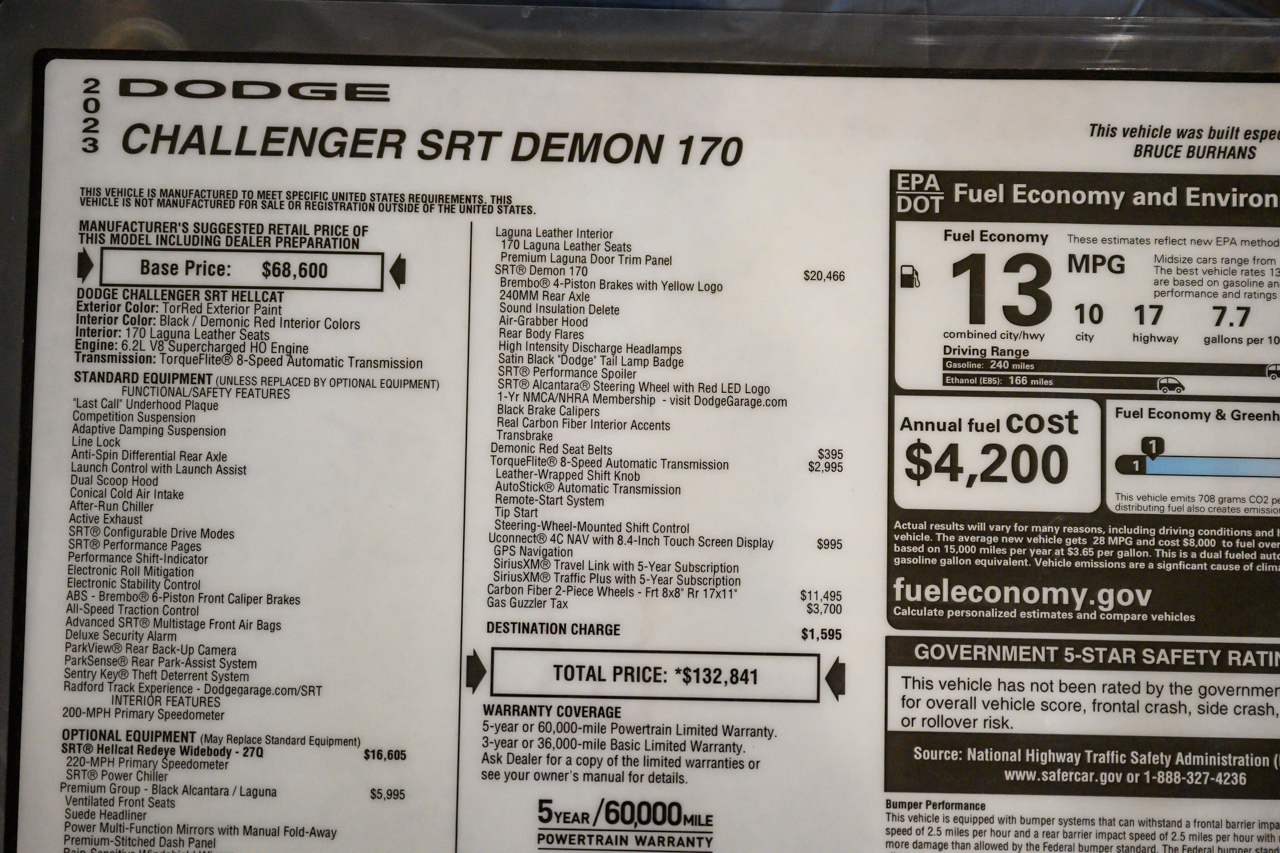 2023
DODGE
CHALLENGER SRT DEMON 170
THIS VEHICLE IS MANUFACTURED TO MEET SPECIFIC UNITED STATES REQUIREMENTS. THIS
VEHICLE IS NOT MANUFACTURED FOR SALE OR REGISTRATION OUTSIDE OF THE UNITED STATES.
MANUFACTURER'S SUGGESTED RETAIL PRICE OF
THIS MODEL INCLUDING DEALER PREPARATION
Base Price: $68,600
DODGE CHALLENGER SRT HELLCAT
Exterior Color: TorRed Exterior Paint
Interior Color: Black / Demonic Red Interior Colors
Interior: 170 Laguna Leather Seats
Engine: 6.2L V8 Supercharged HO Engine
Transmission: TorqueFlite® 8-Speed Automatic Transmission
STANDARD EQUIPMENT (UNLESS REPLACED BY OPTIONAL EQUIPMENT)
FUNCTIONAL/SAFETY FEATURES
"Last Call" Underhood Plaque
Competition Suspension
Adaptive Damping Suspension
Line Lock
Anti-Spin Differential Rear Axle
Launch Control with Launch Assist
Dual Scoop Hood
Conical Cold Air Intake
After-Run Chiller
Active Exhaust
SRT® Configurable Drive Modes
SRT® Performance Pages
Performance Shift-Indicator
Electronic Roll Mitigation
Electronic Stability Control
ABS - Brembo® 6-Piston Front Caliper Brakes
All-Speed Traction Control
Advanced SRT® Multistage Front Air Bags
Deluxe Security Alarm
ParkView® Rear Back-Up Camera
ParkSense® Rear Park-Assist System
Sentry Key® Theft Deterrent System
Radford Track Experience - Dodgegarage.com/SRT
INTERIOR FEATURES
200-MPH Primary Speedometer
OPTIONAL EQUIPMENT (May Replace Standard Equipment)
SRT® Hellcat Redeye Widebody - 27Q $16,605
220-MPH Primary Speedometer
SRT® Power Chiller
Premium Group - Black Alcantara / Laguna $5,995
Ventilated Front Seats
Suede Headliner
Power Multi-Function Mirrors with Manual Fold-Away
Premium-Stitched Dash Panel
Laguna Leather Interior
170 Laguna Leather Seats
Premium Laguna Door Trim Panel
SRT® Demon 170 $20,466
Brembo® 4-Piston Brakes with Yellow Logo
240MM Rear Axle
Sound Insulation Delete
Air-Grabber Hood
Rear Body Flares
High Intensity Discharge Headlamps
Satin Black "Dodge" Tail Lamp Badge
SRT® Performance Spoiler
SRT® Alcantara® Steering Wheel with Red LED Logo
1-Yr NMCA/NHRA Membership - visit DodgeGarage.com
Black Brake Calipers
Real Carbon Fiber Interior Accents
Transbrake
Demonic Red Seat Belts $395
TorqueFlite® 8-Speed Automatic Transmission $2,995
Leather-Wrapped Shift Knob
AutoStick® Automatic Transmission
Remote-Start System
Tip Start
Steering-Wheel-Mounted Shift Control
Uconnect® 4C NAV with 8.4-Inch Touch Screen Display $995
GPS Navigation
SiriusXM® Travel Link with 5-Year Subscription
SiriusXM® Traffic Plus with 5-Year Subscription
Carbon Fiber 2-Piece Wheels - Frt 8x8" Rr 17x11" $11,495
Gas Guzzler Tax $3,700
DESTINATION CHARGE $1,595
TOTAL PRICE: *$132,841
WARRANTY COVERAGE
5-year or 60,000-mile Powertrain Limited Warranty.
3-year or 36,000-mile Basic Limited Warranty.
Ask Dealer for a copy of the limited warranties or
see your owner's manual for details.
5YEAR/60,000MILE
POWERTRAIN WARRANTY
This vehicle was built espe
BRUCE BURHANS
EPA
DOT
Fuel Economy and Environ
Fuel Economy
These estimates reflect new EPA method
13 MPG
Midsize cars range from
The best vehicle rates 13
are based on gasoline an
performance and ratings
10 17 7.7
combined city/hwy city highway gallons per 10
Driving Range
Gasoline: 240 miles
Ethanol (E85): 166 miles
Annual fuel cost
$4,200
Fuel Economy & Greenh
1
1
This vehicle emits 708 grams CO2 pe
distributing fuel also creates emissio
Actual results will vary for many reasons, including driving conditions and h
vehicle. The average new vehicle gets 28 MPG and cost $8,000 to fuel over
based on 15,000 miles per year at $3.65 per gallon. This is a dual fueled auto
gasoline gallon equivalent. Vehicle emissions are a signficant cause of clima
fueleconomy.gov
Calculate personalized estimates and compare vehicles
GOVERNMENT 5-STAR SAFETY RATIN
This vehicle has not been rated by the governmen
for overall vehicle score, frontal crash, side crash,
or rollover risk.
Source: National Highway Traffic Safety Administration (
www.safercar.gov or 1-888-327-4236
Bumper Performance
This vehicle is equipped with bumper systems that can withstand a frontal barrier impa
speed of 2.5 miles per hour and a rear barrier impact speed of 2.5 miles per hour with
more damage than allowed by the Federal bumper standard. The Federal bumper stand